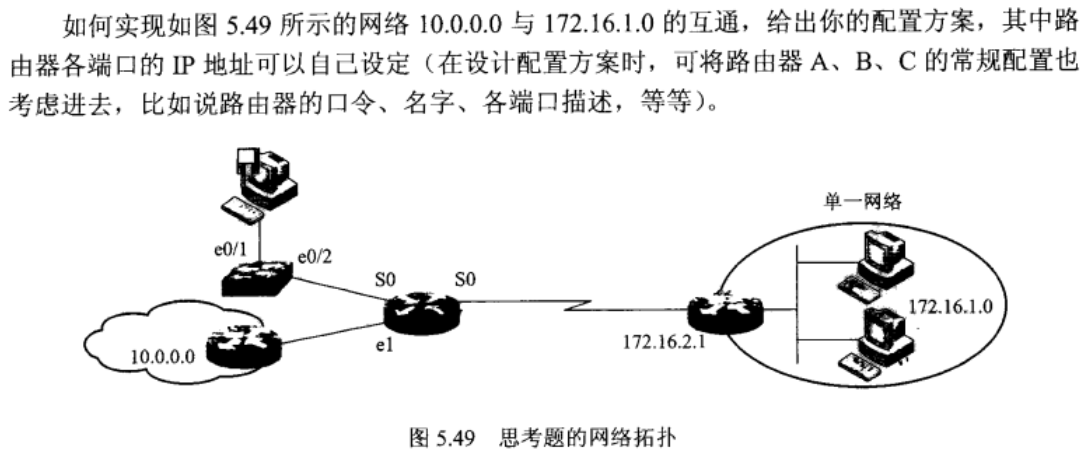 如何实现如图 5.49 所示的网络 10.0.0.0 与 172.16.1.0 的互通，给出你的配置方案，其中路
由器各端口的 IP 地址可以自己设定（在设计配置方案时，可将路由器 A、B、C 的常规配置也
考虑进去，比如说路由器的口令、名字、各端口描述，等等）。
单一网络
e0/1
e0/2
S0
S0
172.16.1.0
172.16.2.1
e1
10.0.0.0
图 5.49 思考题的网络拓扑